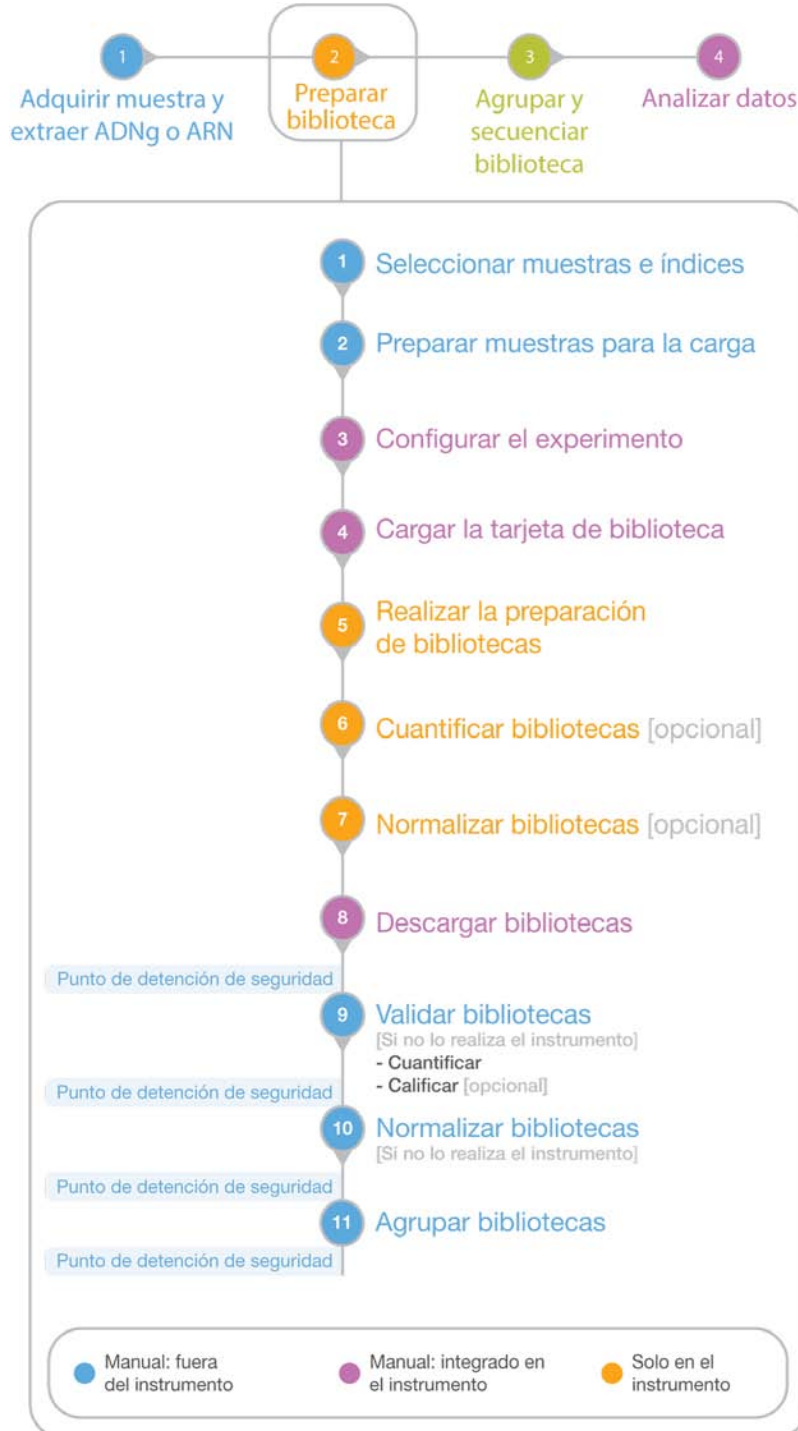 1
2
3
4
Adquirir muestra y
extraer ADNg o ARN
Preparar
biblioteca
Agrupar y
secuenciar
biblioteca
Analizar datos
1 Seleccionar muestras e índices
2 Preparar muestras para la carga
3 Configurar el experimento
4 Cargar la tarjeta de biblioteca
5 Realizar la preparación
de bibliotecas
6 Cuantificar bibliotecas [opcional]
7 Normalizar bibliotecas [opcional]
8 Descargar bibliotecas
Punto de detención de seguridad
9 Validar bibliotecas
[Si no lo realiza el instrumento]
- Cuantificar
- Calificar [opcional]
Punto de detención de seguridad
10 Normalizar bibliotecas
[Si no lo realiza el instrumento]
Punto de detención de seguridad
11 Agrupar bibliotecas
Punto de detención de seguridad
Manual: fuera
del instrumento
Manual: integrado en
el instrumento
Solo en el
instrumento